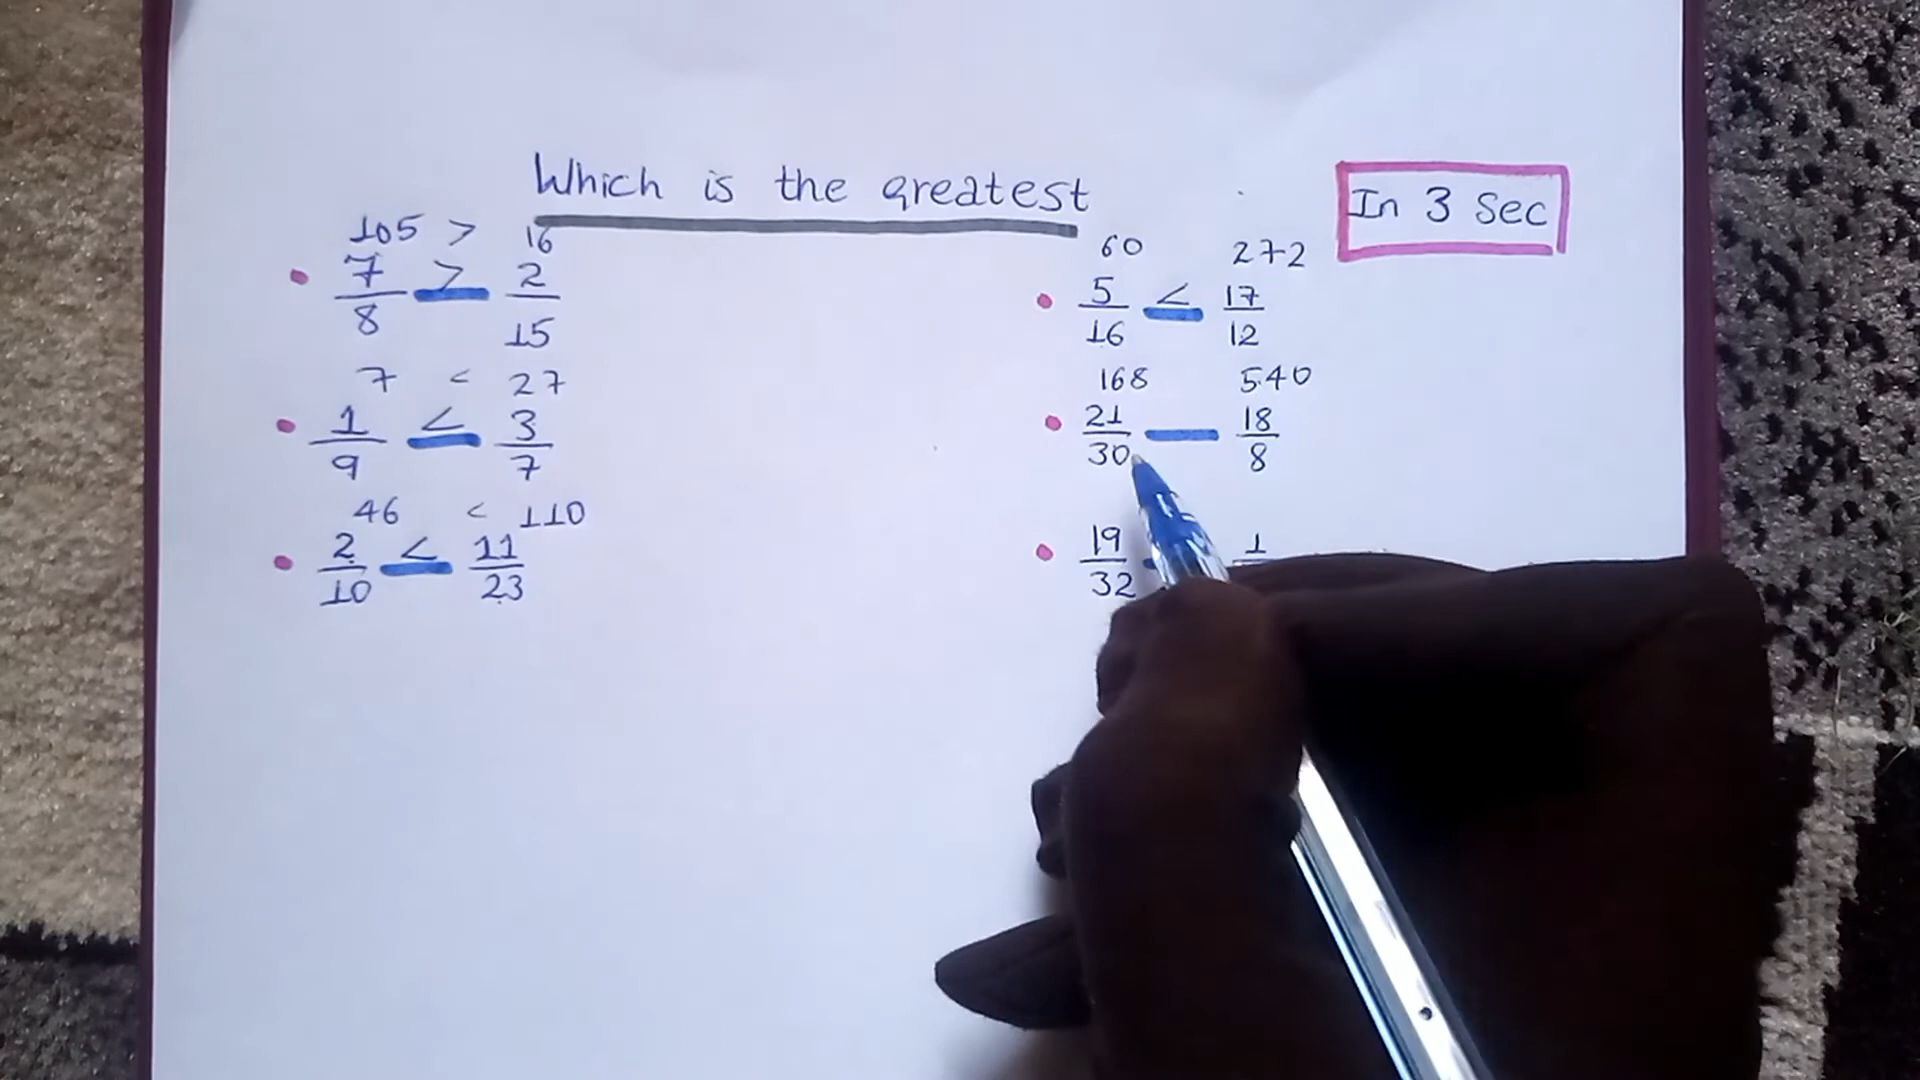 Which is the greatest
In 3 Sec
105 > 16
7/8 > 2/15
7 < 27
1/9 < 3/7
46 < 110
2/10 < 11/23
60 272
5/16 < 17/12
168 540
21/30 18/8
19/32 1